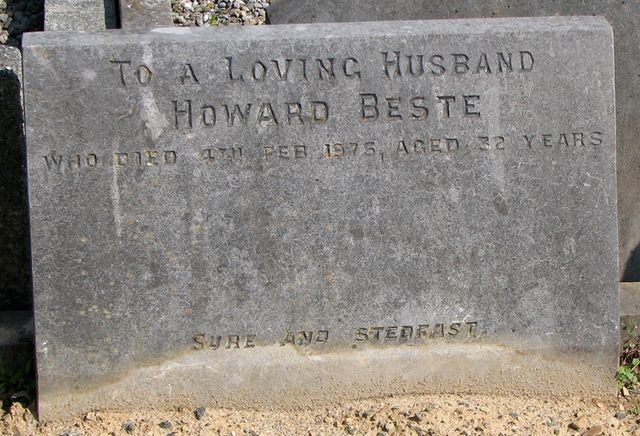 To a Loving Husband
Howard Beste
who died 4th Feb 1975, aged 32 years
Sure and stedfast.